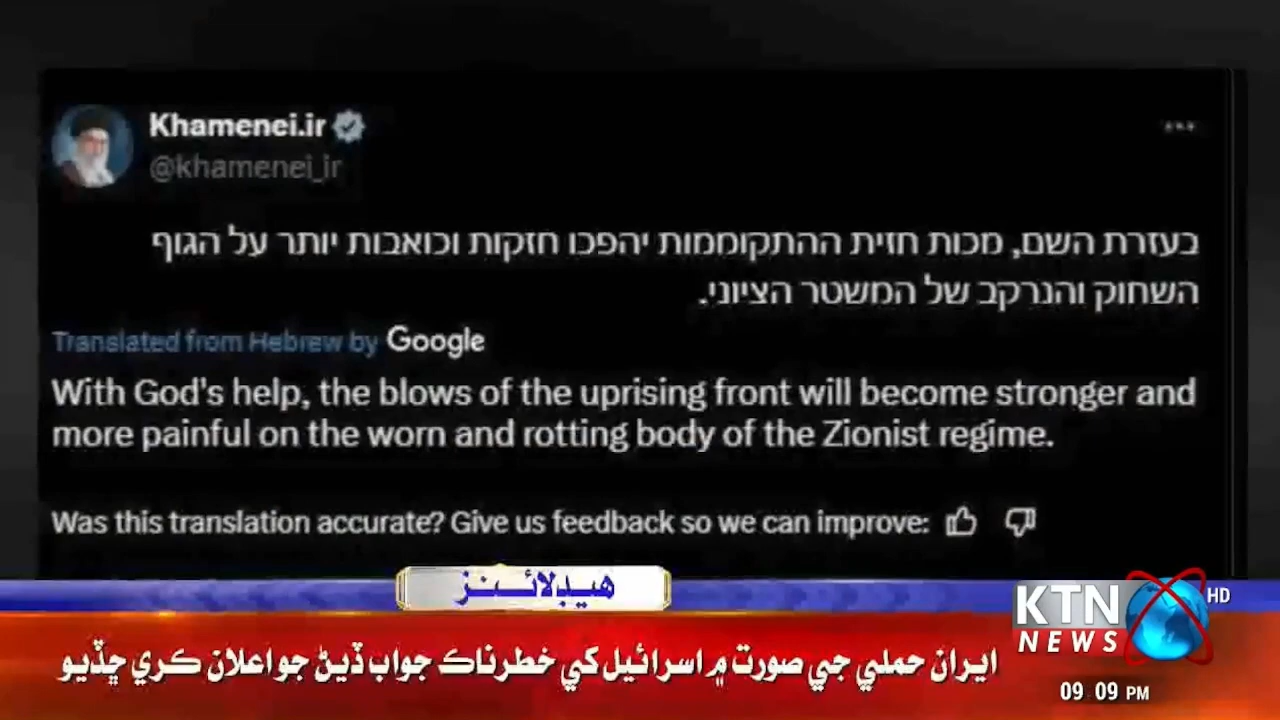 Khamenei.ir
@khamenei_ir
בעזרת השם, מכות חזית ההתקוממות יהפכו חזקות וכואבות יותר על הגוף
השחוק והנרקב של המשטר הציוני.
Translated from Hebrew by Google
With God's help, the blows of the uprising front will become stronger and
more painful on the worn and rotting body of the Zionist regime.
Was this translation accurate? Give us feedback so we can improve:
هيڊلائنز
KTN
NEWS
HD
ايران حملي جي صورت ۾ اسرائيل کي خطرناڪ جواب ڏيڻ جو اعلان ڪري ڇڏيو
09 09 PM